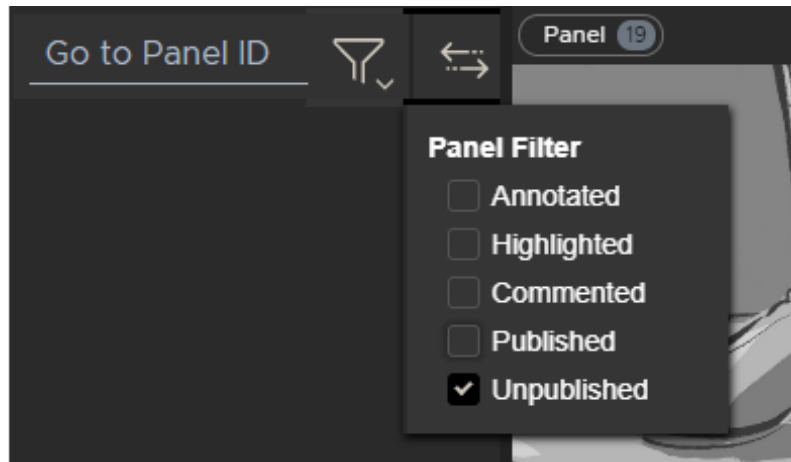 Go to Panel ID
Panel 19
Panel Filter
Annotated
Highlighted
Commented
Published
Unpublished